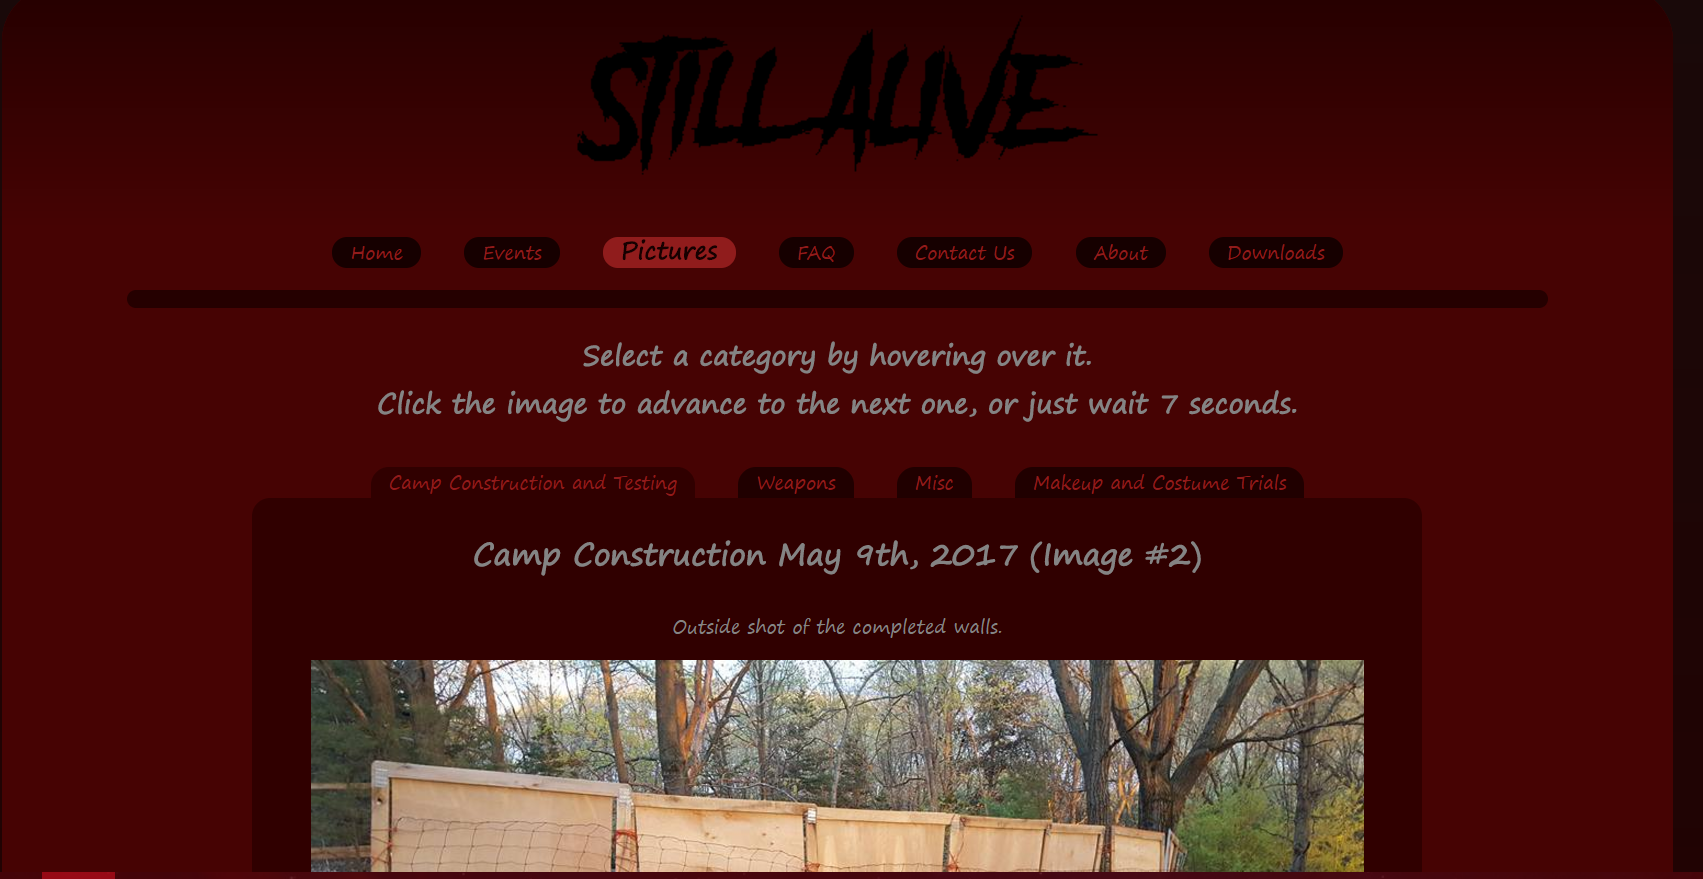 STILL ALIVE
Home Events Pictures FAQ Contact Us About Downloads
Select a category by hovering over it.
Click the image to advance to the next one, or just wait 7 seconds.
Camp Construction and Testing Weapons Misc Makeup and Costume Trials
Camp Construction May 9th, 2017 (Image #2)
Outside shot of the completed walls.